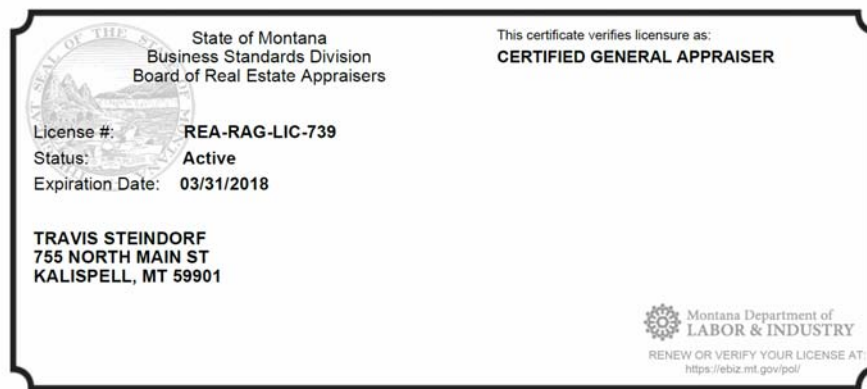 State of Montana
Business Standards Division
Board of Real Estate Appraisers
This certificate verifies licensure as:
CERTIFIED GENERAL APPRAISER
License #: REA-RAG-LIC-739
Status: Active
Expiration Date: 03/31/2018
TRAVIS STEINDORF
755 NORTH MAIN ST
KALISPELL, MT 59901
Montana Department of
LABOR & INDUSTRY
RENEW OR VERIFY YOUR LICENSE AT:
https://ebiz.mt.gov/pol/